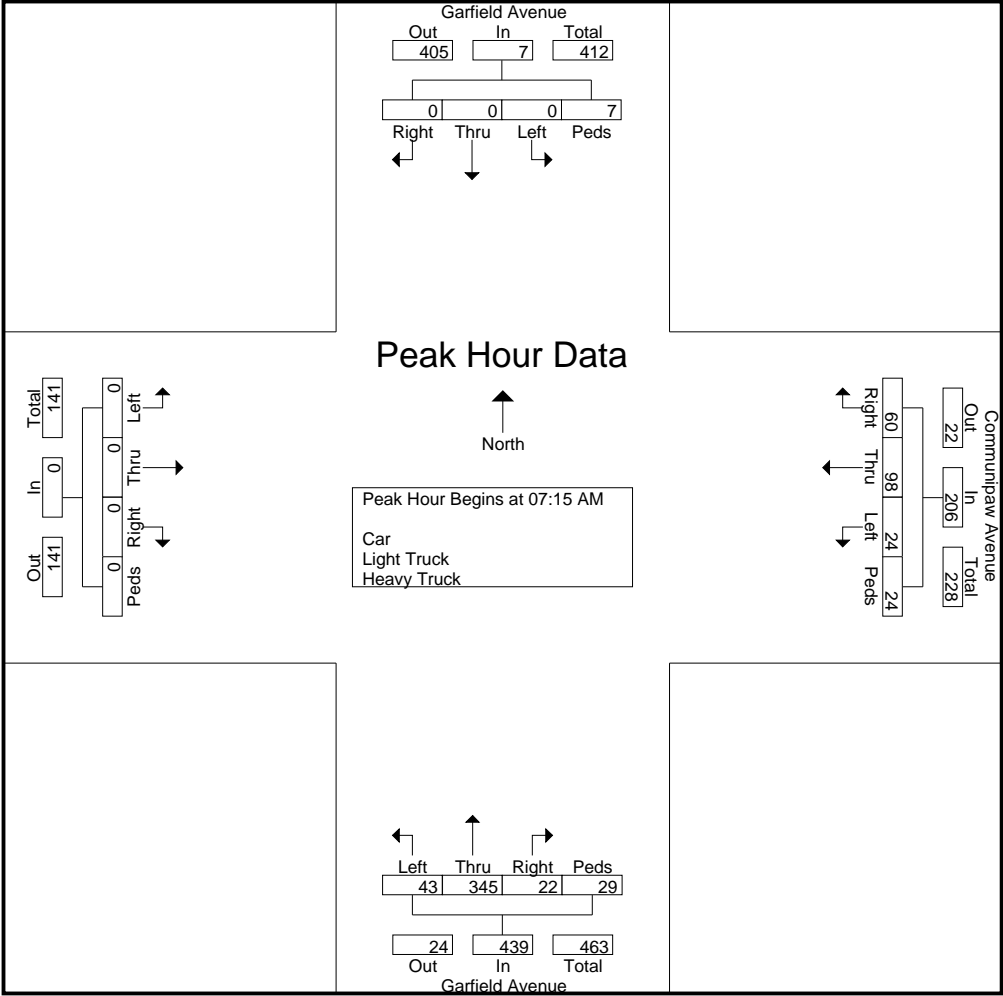 Garfield Avenue
Out In Total
405 7 412
0 0 0 7
Right Thru Left Peds
Peak Hour Data
North
Peak Hour Begins at 07:15 AM
Car
Light Truck
Heavy Truck
Total In Out
141 0 141
0 0 0 0
Left Thru Right Peds
Communipaw Avenue
Out In Total
22 206 228
60 98 24 24
Right Thru Left Peds
Left Thru Right Peds
43 345 22 29
24 439 463
Out In Total
Garfield Avenue